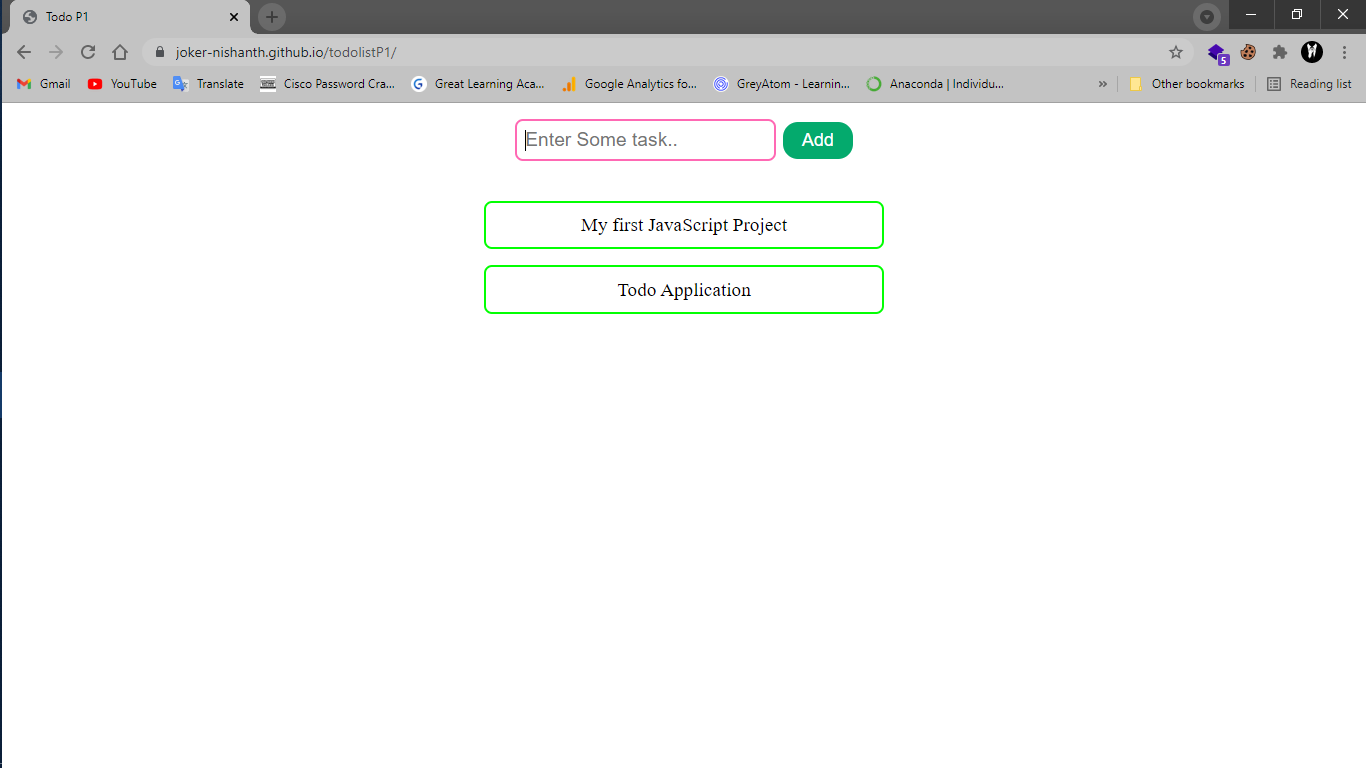 Todo P1
joker-nishanth.github.io/todolistP1/
5
Gmail YouTube Translate Cisco Password Cra... Great Learning Aca... Google Analytics fo... GreyAtom - Learnin... Anaconda | Individu... » Other bookmarks Reading list
Enter Some task.. Add
My first JavaScript Project
Todo Application